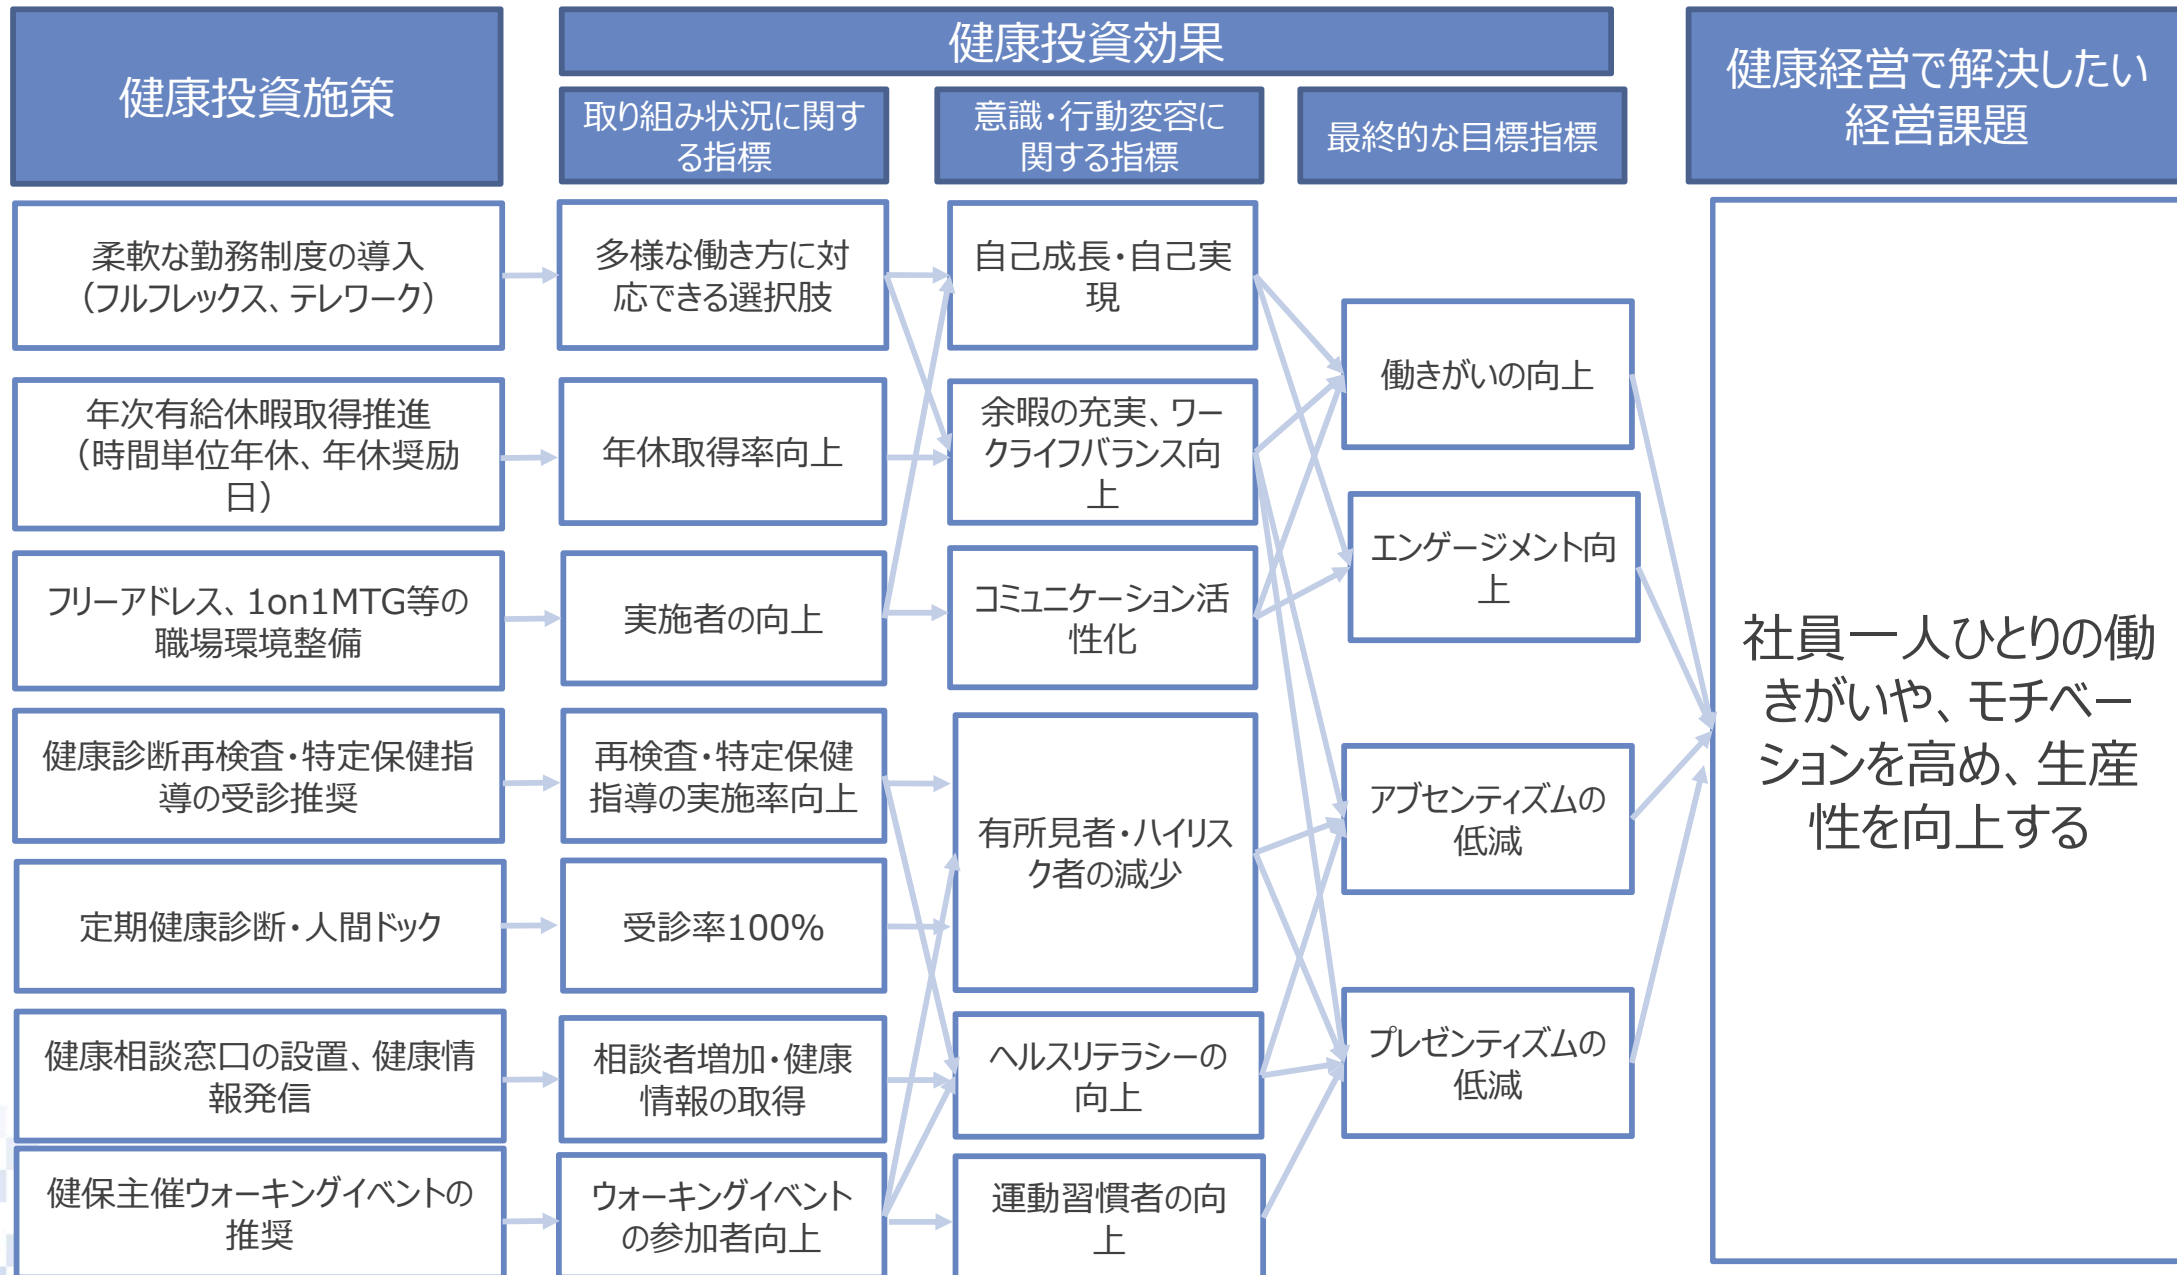 健康投資施策
健康投資効果
健康経営で解決したい
経営課題
取り組み状況に関す
る指標
意識・行動変容に
関する指標
最終的な目標指標
柔軟な勤務制度の導入
（フルフレックス、テレワーク）
多様な働き方に対
応できる選択肢
自己成長・自己実
現
働きがいの向上
年次有給休暇取得推進
（時間単位年休、年休奨励
日）
年休取得率向上
余暇の充実、ワー
クライフバランス向
上
エンゲージメント向
上
フリーアドレス、1on1MTG等の
職場環境整備
実施者の向上
コミュニケーション活
性化
社員一人ひとりの働
きがいや、モチベー
ションを高め、生産
性を向上する
健康診断再検査・特定保健指
導の受診推奨
再検査・特定保健
指導の実施率向上
有所見者・ハイリス
ク者の減少
アブセンティズムの
低減
定期健康診断・人間ドック
受診率100%
健康相談窓口の設置、健康情
報発信
相談者増加・健康
情報の取得
ヘルスリテラシーの
向上
プレゼンティズムの
低減
健保主催ウォーキングイベントの
推奨
ウォーキングイベント
の参加者向上
運動習慣者の向
上